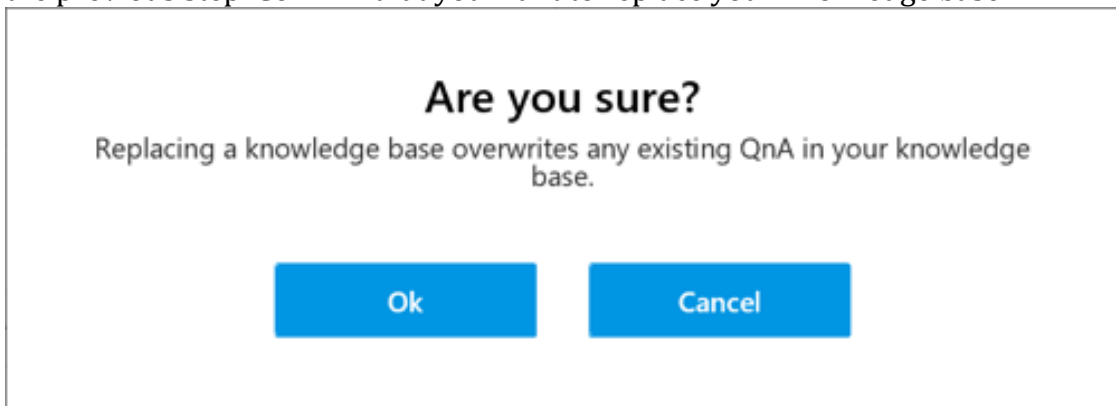 Are you sure?
Replacing a knowledge base overwrites any existing QnA in your knowledge
base.
Ok Cancel